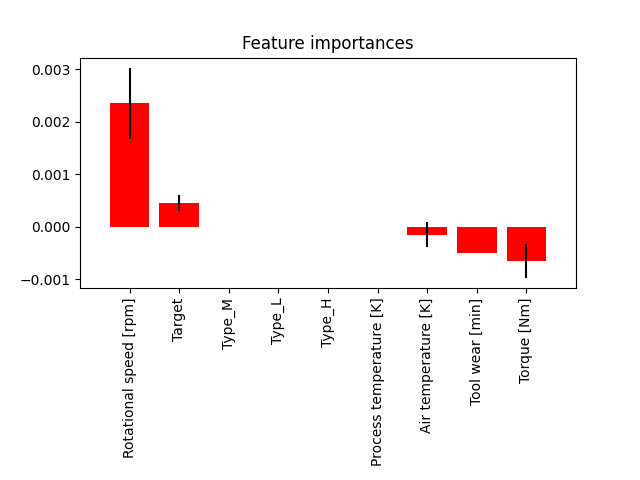 Feature importances
0.003
0.002
0.001
0.000
−0.001
Rotational speed [rpm]
Target
Type_M
Type_L
Type_H
Process temperature [K]
Air temperature [K]
Tool wear [min]
Torque [Nm]